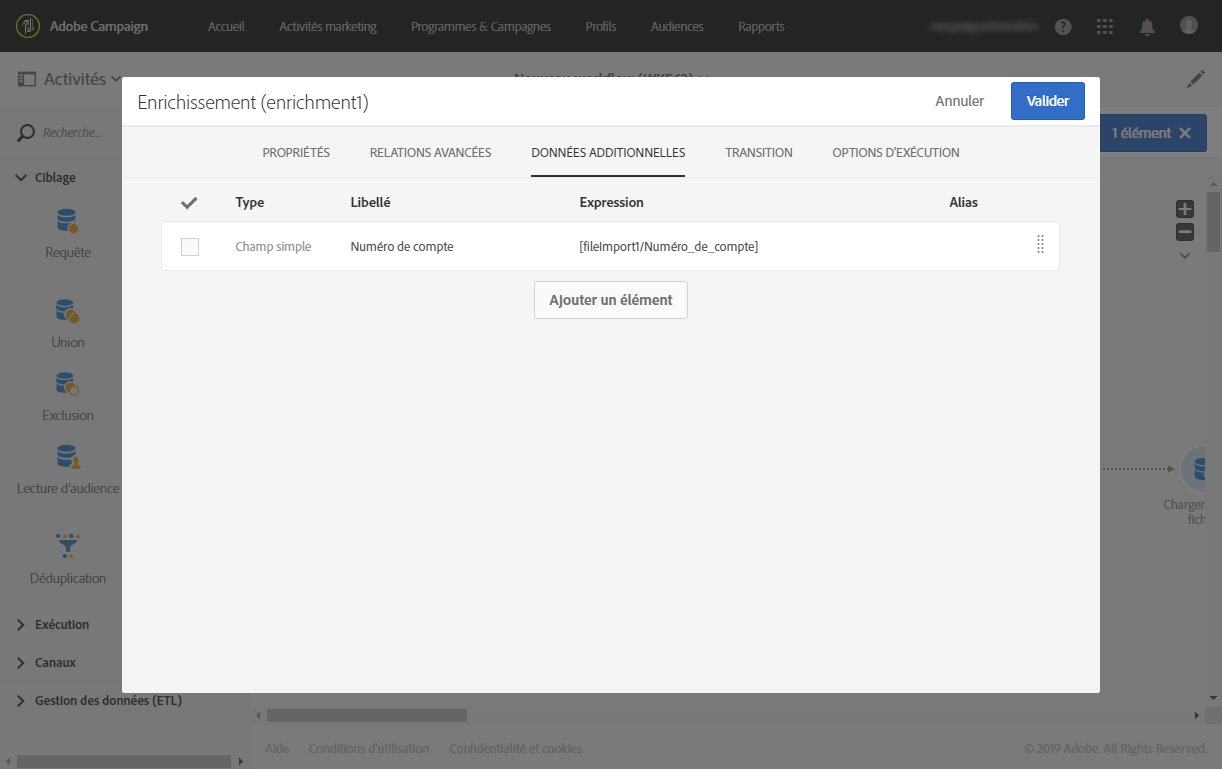 Adobe Campaign
Accueil
Activités marketing
Programmes & Campagnes
Profils
Audiences
Rapports
Activités
Enrichissement (enrichment1)
Annuler
Valider
Recherche...
1 élément
PROPRIÉTÉS
RELATIONS AVANCÉES
DONNÉES ADDITIONNELLES
TRANSITION
OPTIONS D'EXÉCUTION
Ciblage
Type
Libellé
Expression
Alias
Champ simple
Numéro de compte
[fileImport1/Numéro_de_compte]
Requête
Ajouter un élément
Union
Exclusion
Lecture d'audience
Charger
fich
Déduplication
Exécution
Canaux
Gestion des données (ETL)
Aide
Conditions d'utilisation
Confidentialité et cookies
© 2019 Adobe. All Rights Reserved.